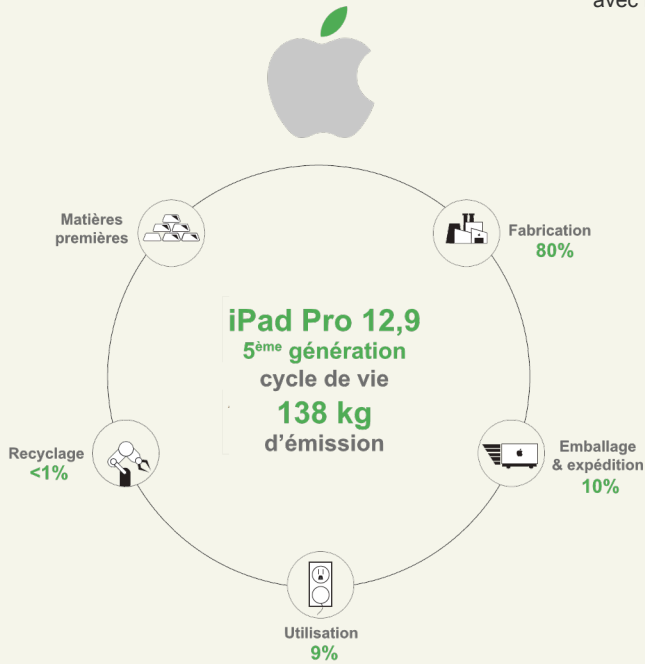 avec
Matières
premières
Fabrication
80%
iPad Pro 12,9
5ème génération
cycle de vie
138 kg
d'émission
Recyclage
<1%
Emballage
& expédition
10%
Utilisation
9%